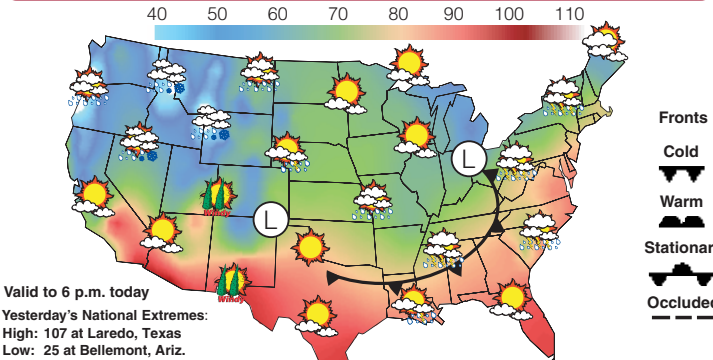 40 50 60 70 80 90 100 110
Fronts
Cold
Warm
Stationar
Occluded
L
L
Windy
Windy
Valid to 6 p.m. today
Yesterday's National Extremes:
High: 107 at Laredo, Texas
Low: 25 at Bellemont, Ariz.